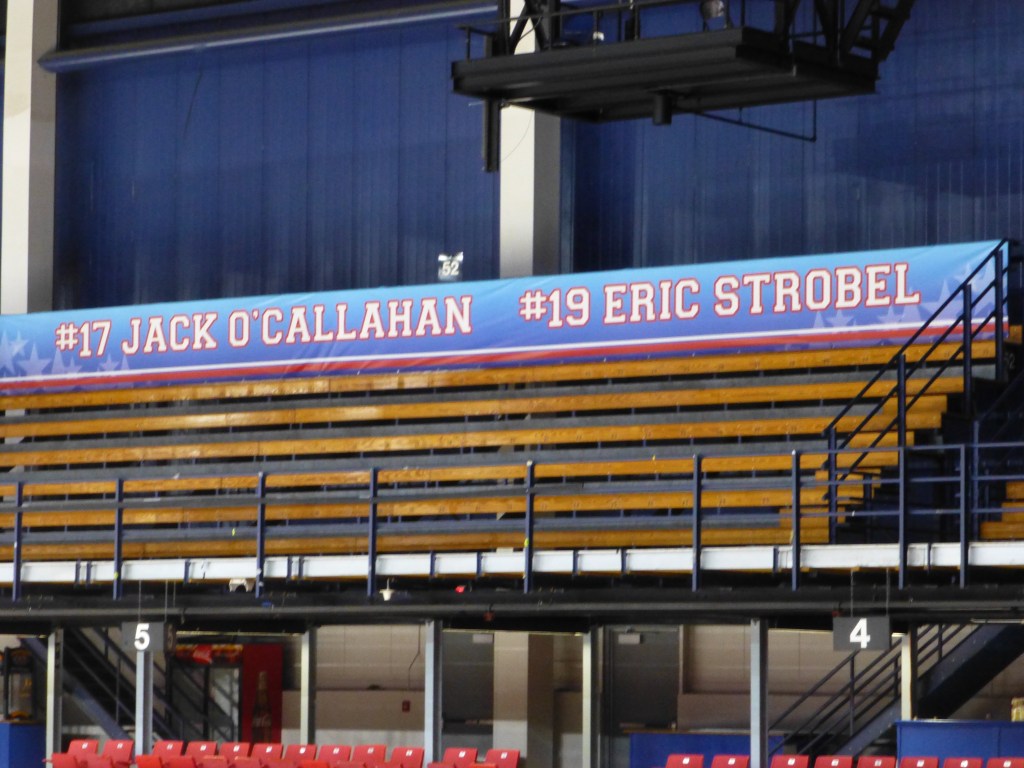 52
#17 JACK O'CALLAHAN #19 ERIC STROBEL
5
4